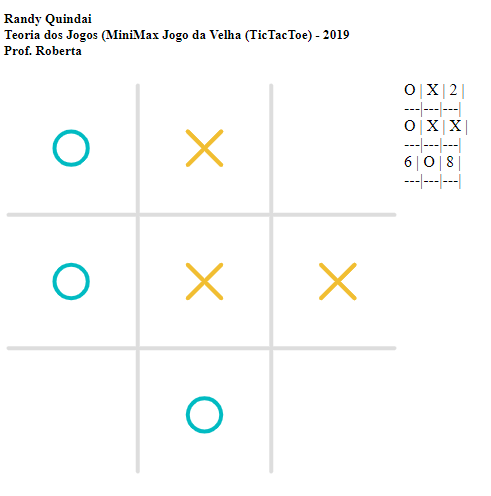 Randy Quindai
Teoria dos Jogos (MiniMax Jogo da Velha (TicTacToe) - 2019
Prof. Roberta
O | X | 2 |
---|---|---|
O | X | X |
---|---|---|
6 | O | 8 |
---|---|---|